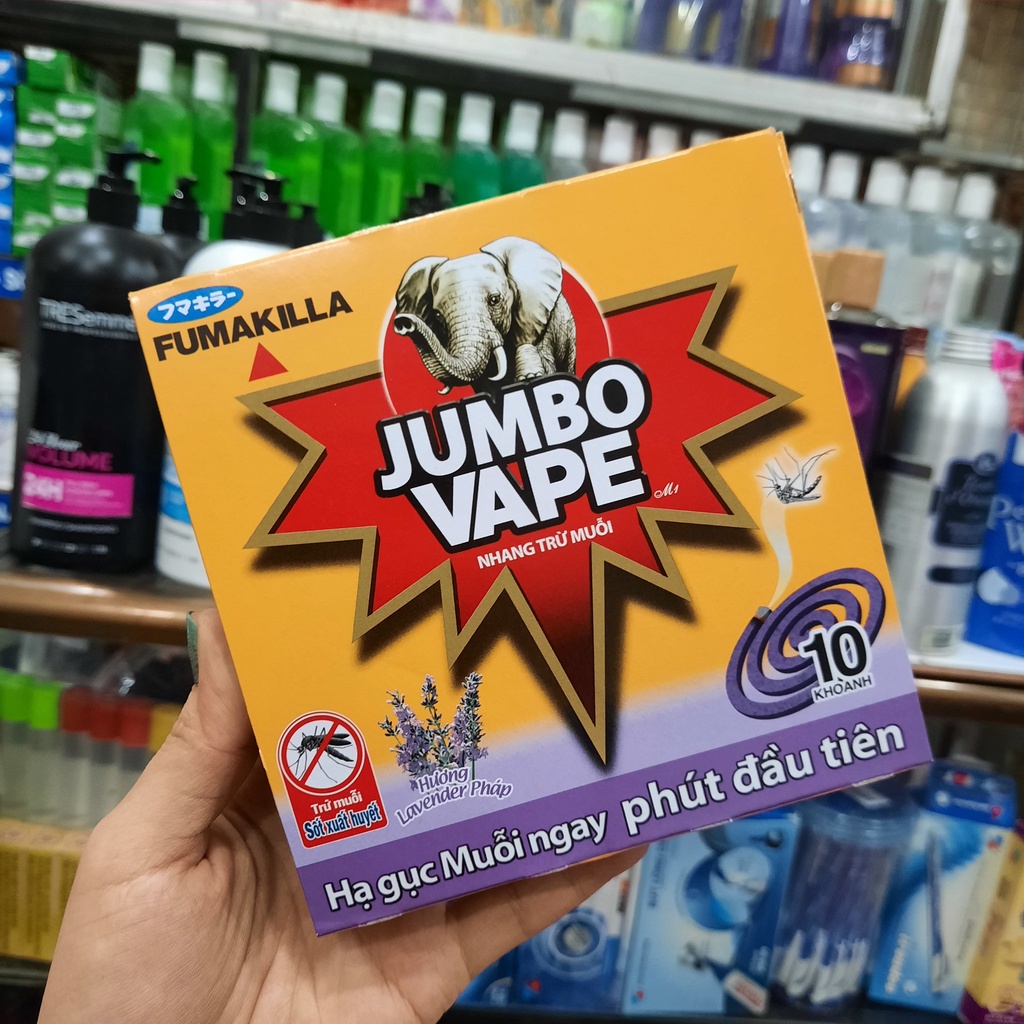 フマキラー
FUMAKILLA
JUMBO
VAPE
M1
NHANG TRỪ MUỖI
10
KHOANH
Trừ muỗi
Sốt xuất huyết
Hương
Lavender Pháp
Hạ gục Muỗi ngay phút đầu tiên
TRESemmé
VOLUME
24H